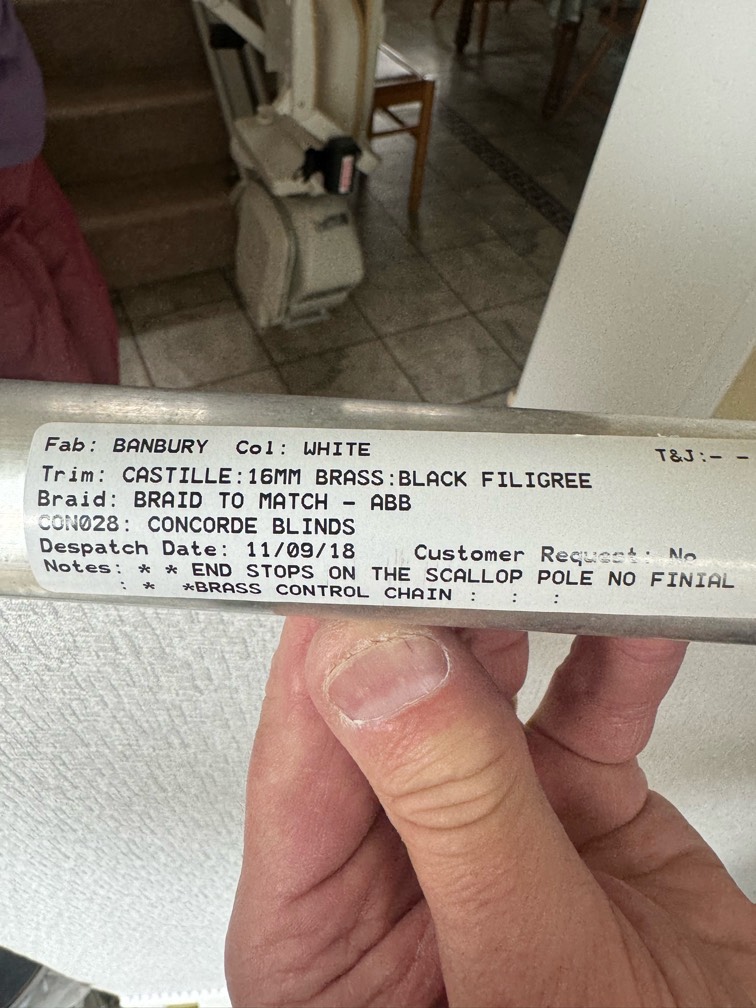 Fab: BANBURY Col: WHITE
T&J:- -
Trim: CASTILLE:16MM BRASS:BLACK FILIGREE
Braid: BRAID TO MATCH - ABB
CON028: CONCORDE BLINDS
Despatch Date: 11/09/18 Customer Request: No
Notes: * * END STOPS ON THE SCALLOP POLE NO FINIAL
: * *BRASS CONTROL CHAIN : : :